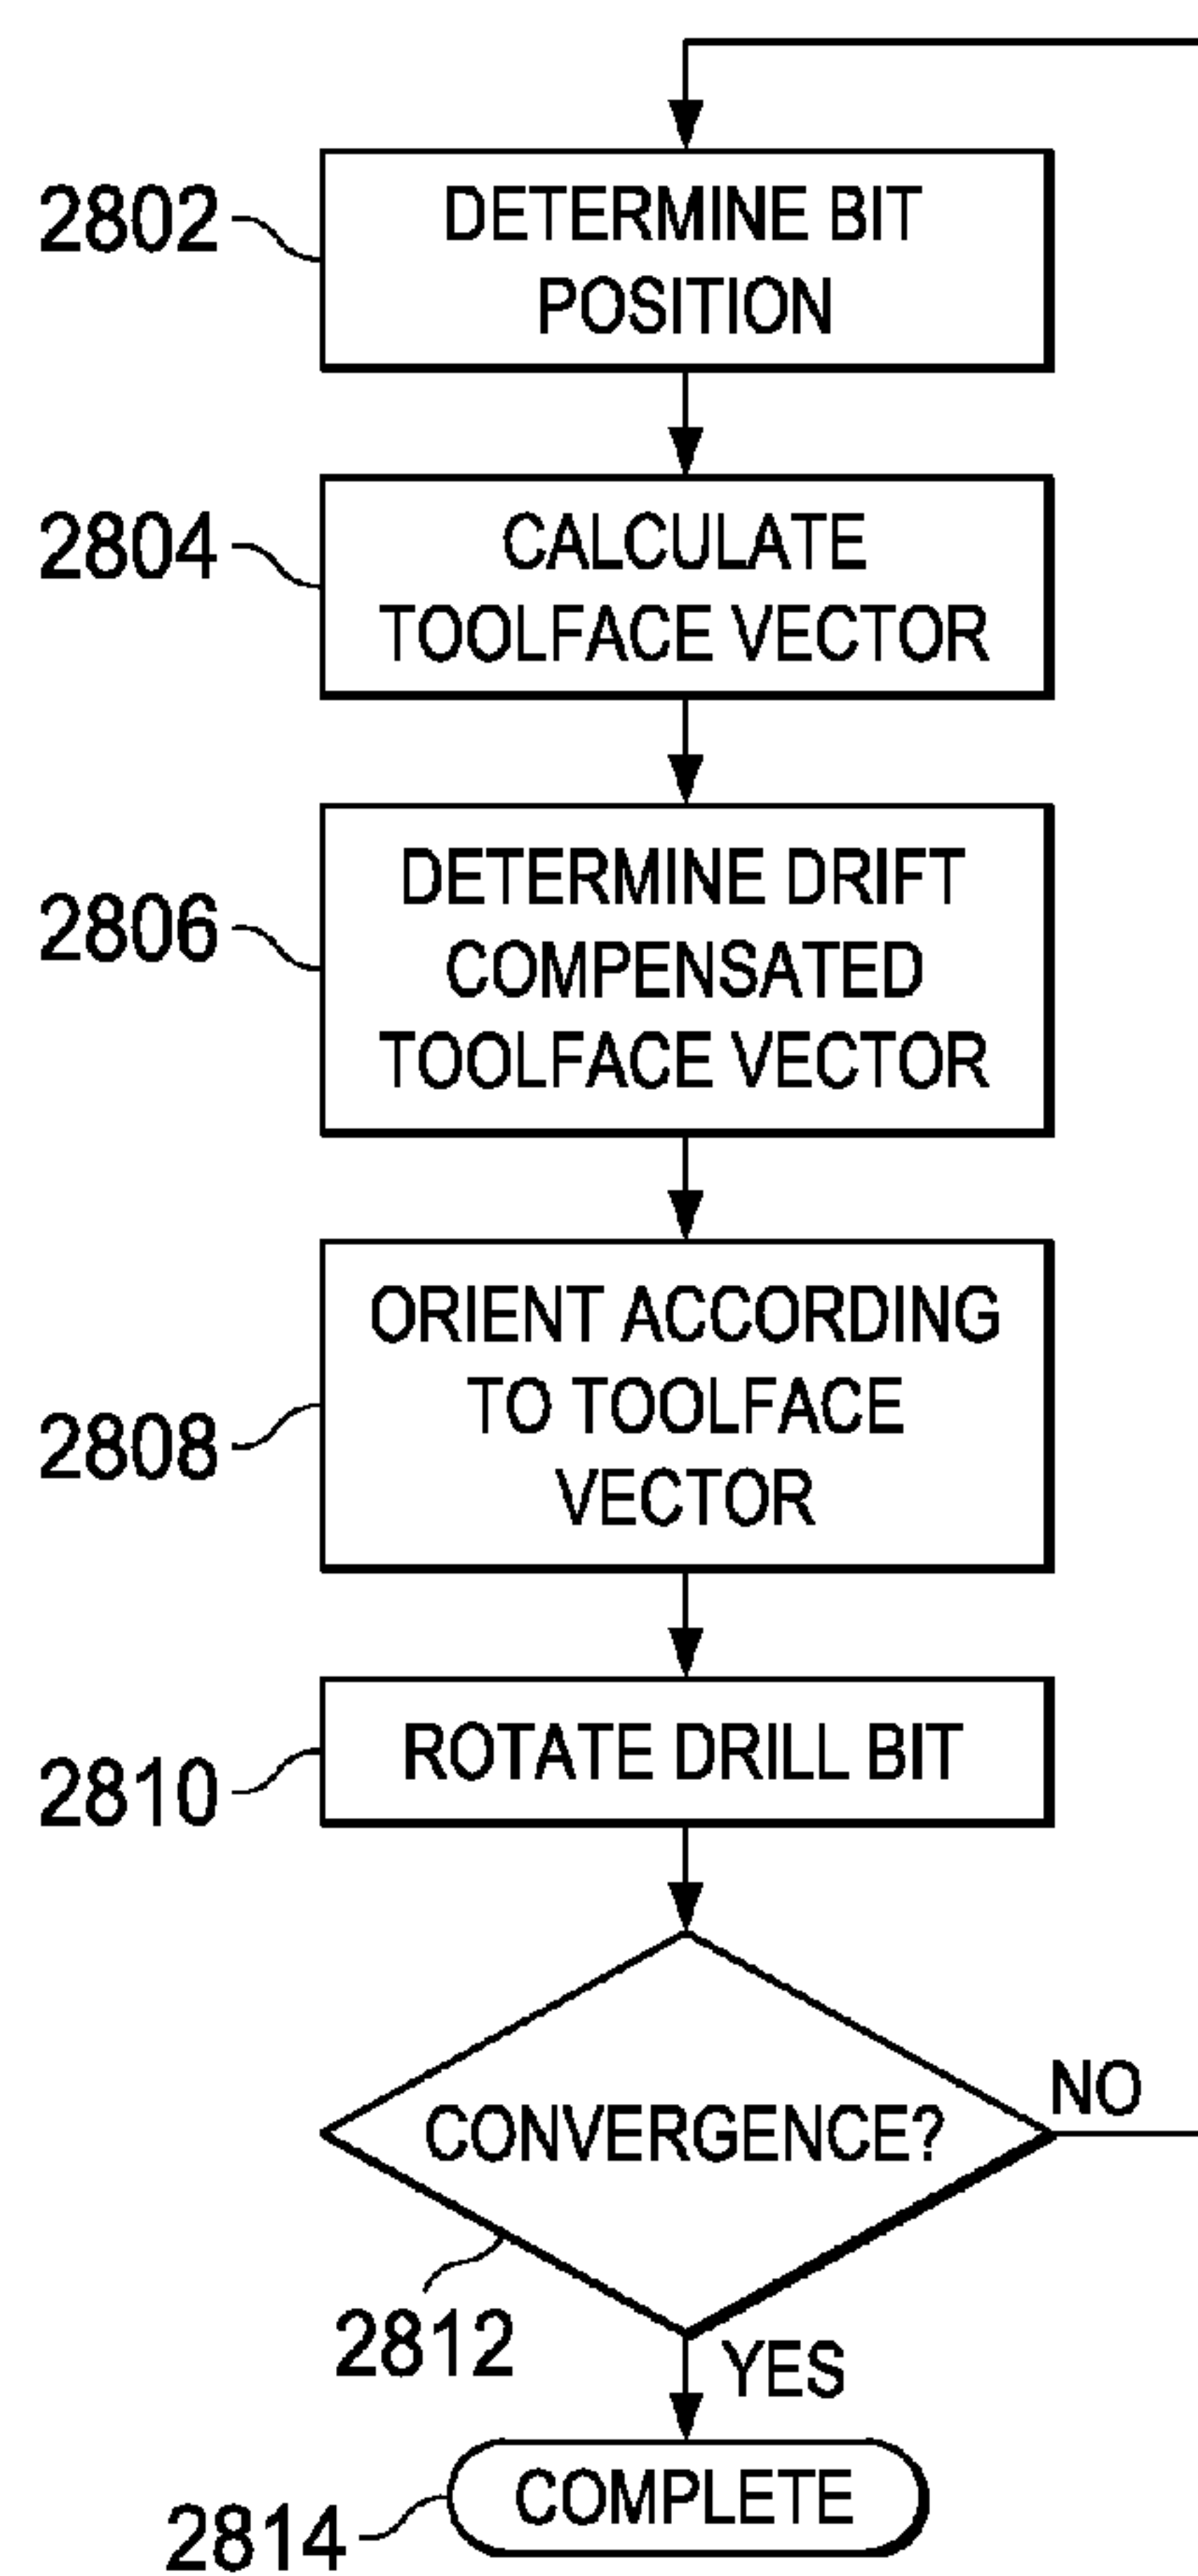 2802
DETERMINE BIT
POSITION
2804
CALCULATE
TOOLFACE VECTOR
2806
DETERMINE DRIFT
COMPENSATED
TOOLFACE VECTOR
2808
ORIENT ACCORDING
TO TOOLFACE
VECTOR
2810
ROTATE DRILL BIT
CONVERGENCE?
NO
2812
YES
2814
COMPLETE